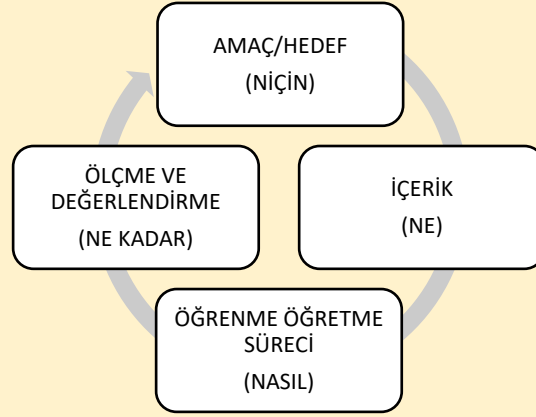 AMAÇ/HEDEF
(NİÇİN)
İÇERİK
(NE)
ÖĞRENME ÖĞRETME
SÜRECİ
(NASIL)
ÖLÇME VE
DEĞERLENDİRME
(NE KADAR)